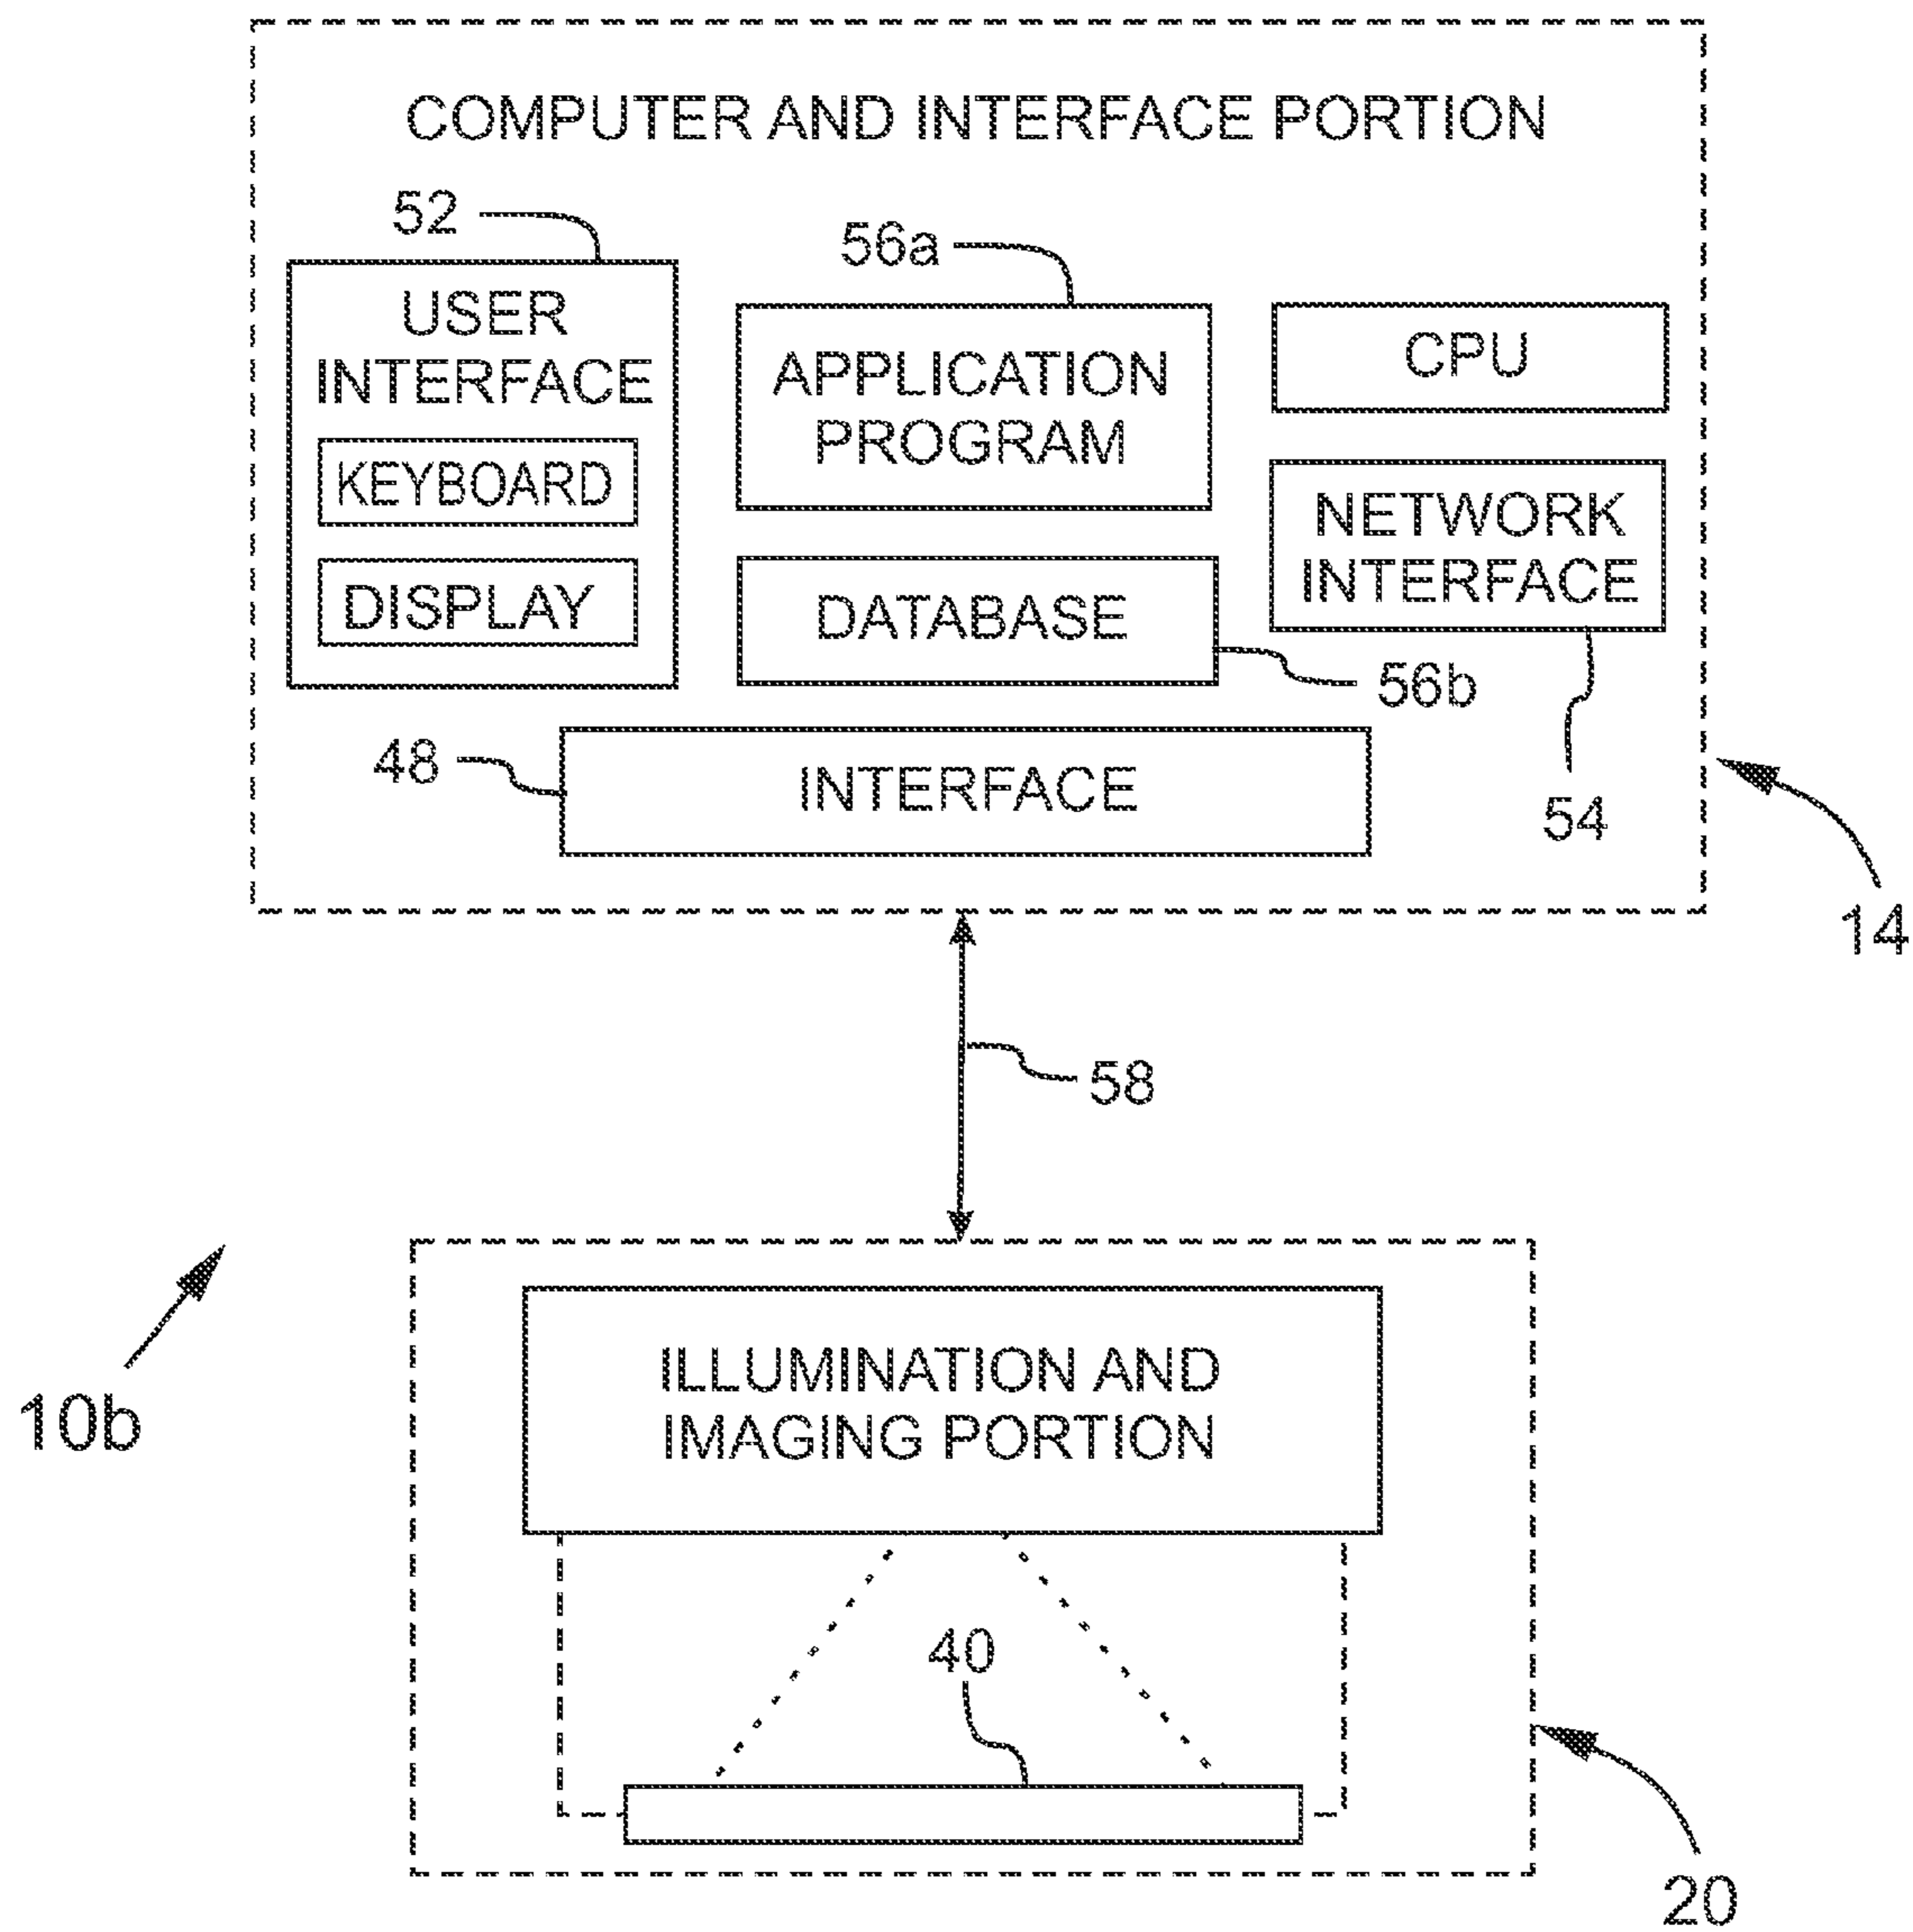 COMPUTER AND INTERFACE PORTION
52
56a
USER
INTERFACE
KEYBOARD
DISPLAY
APPLICATION
PROGRAM
CPU
NETWORK
INTERFACE
DATABASE
56b
48
INTERFACE
54
14
58
10b
ILLUMINATION AND
IMAGING PORTION
40
20